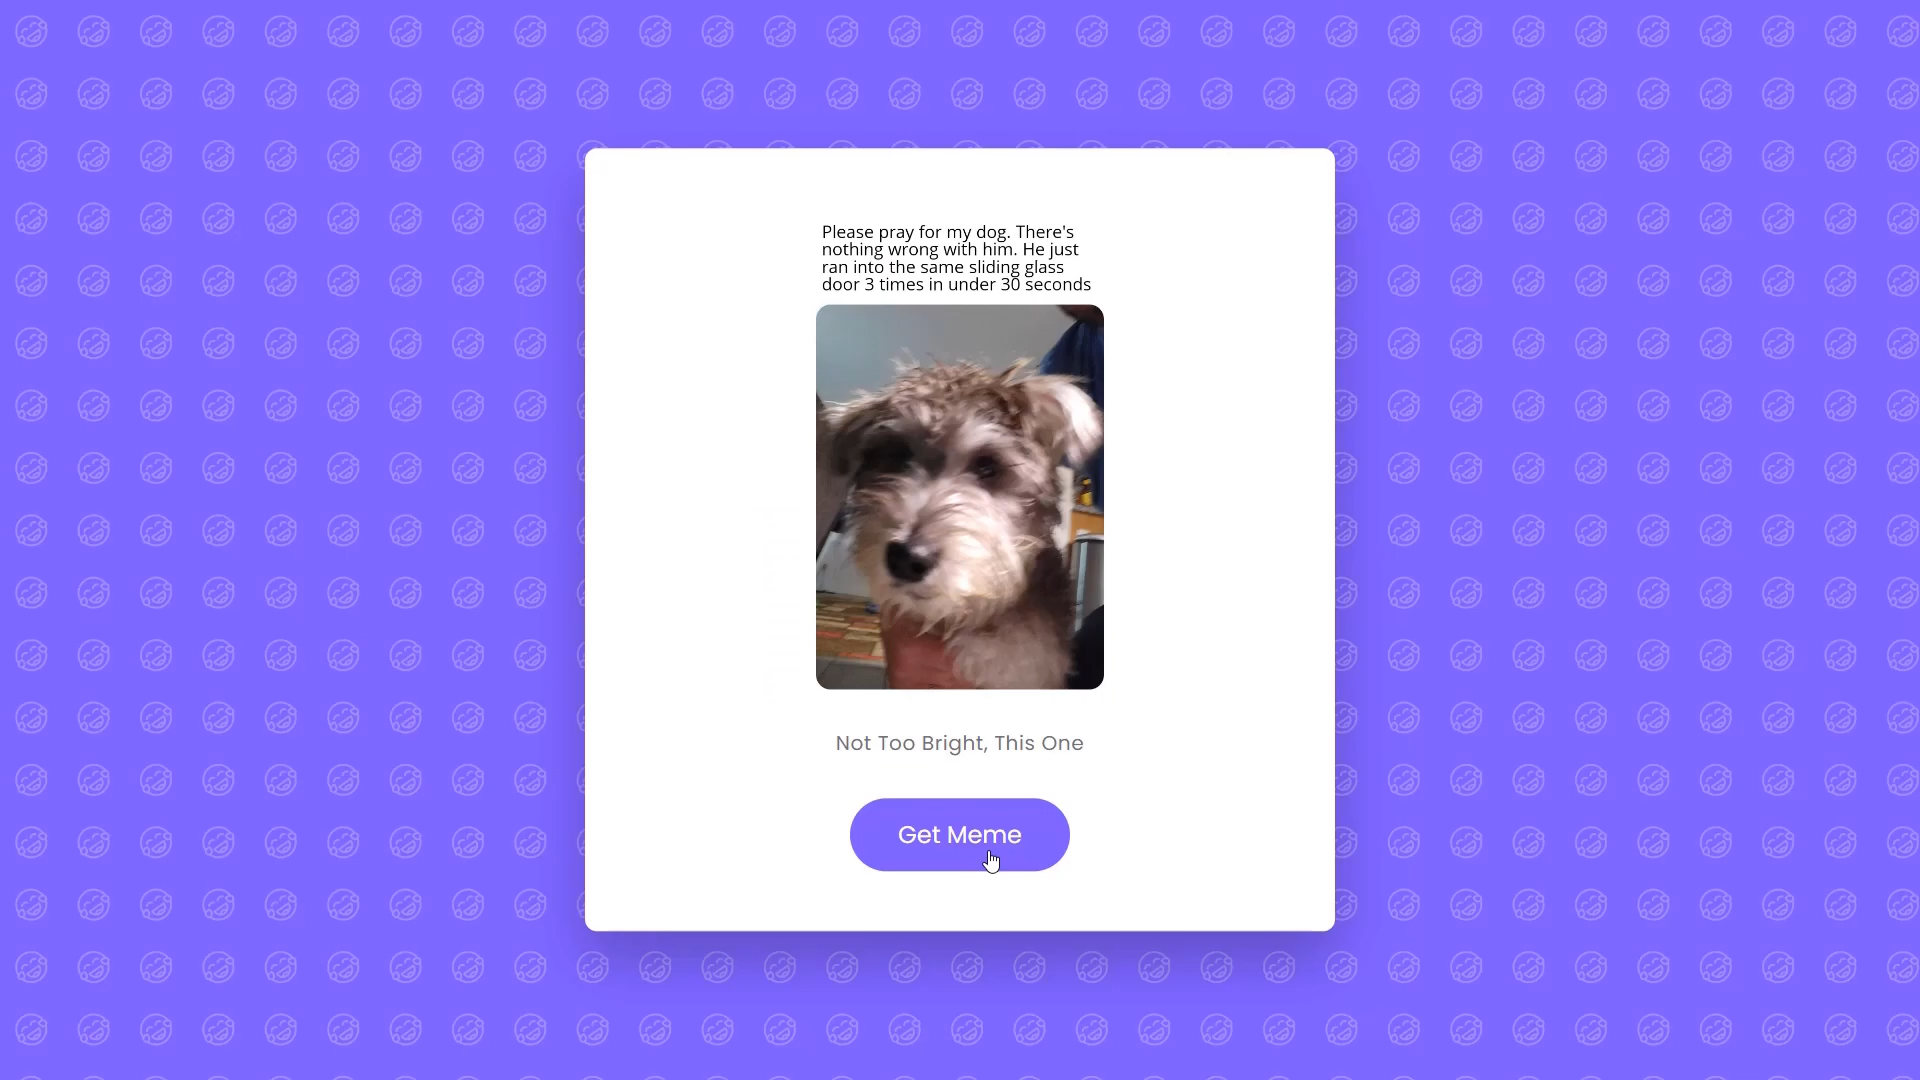 Please pray for my dog. There's
nothing wrong with him. He just
ran into the same sliding glass
door 3 times in under 30 seconds
Not Too Bright, This One
Get Meme